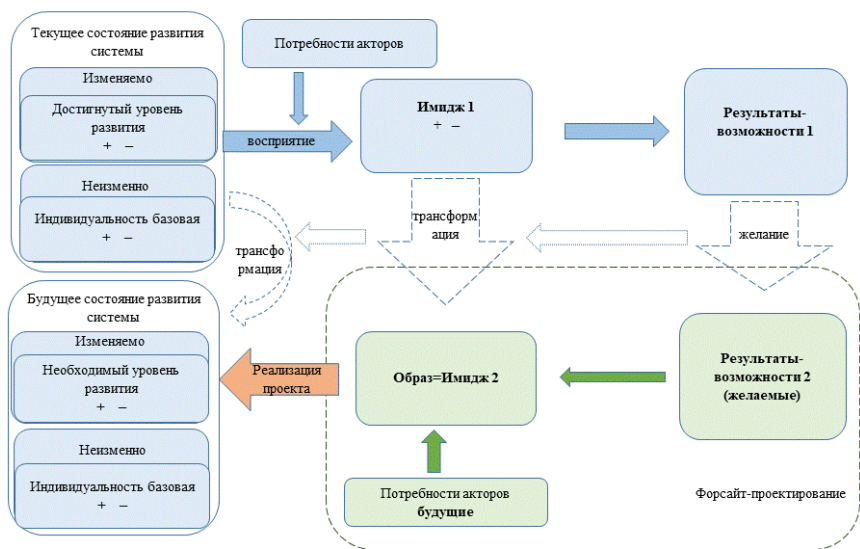 Текущее состояние развития
системы
Изменяемо
Достигнутый уровень
развития
+ –
Неизменно
Индивидуальность базовая
+ –
Потребности акторов
восприятие
Имидж 1
+ –
Результаты-
возможности 1
трансфо
рмация
трансформ
ация
желание
Будущее состояние развития
системы
Изменяемо
Необходимый уровень
развития
+ –
Неизменно
Индивидуальность базовая
+ –
Реализация
проекта
Образ=Имидж 2
Результаты-
возможности 2
(желаемые)
Потребности акторов
будущие
Форсайт-проектирование